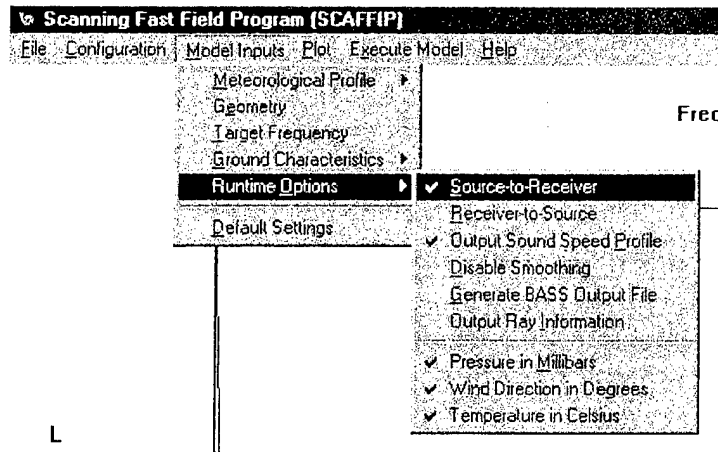 Scanning Fast Field Program (SCAFFIP)
File Configuration Model Inputs Plot Execute Model Help
Meteorological Profile
Geometry
Target Frequency
Ground Characteristics
Runtime Options
Default Settings
Freq
Source-to-Receiver
Receiver-to-Source
Output Sound Speed Profile
Disable Smoothing
Generate BASS Output File
Output Ray Information
Pressure in Millibars
Wind Direction in Degrees
Temperature in Celsius
L